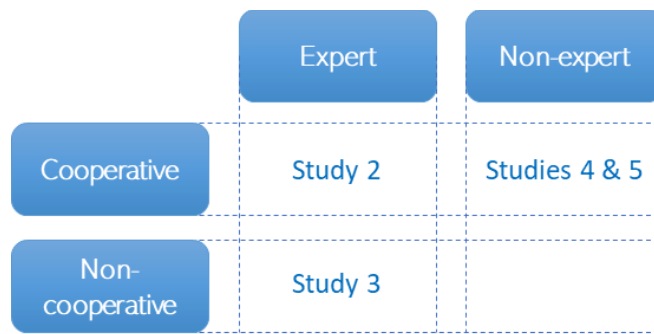 Expert
Non-expert
Cooperative
Study 2
Studies 4 & 5
Non-
cooperative
Study 3